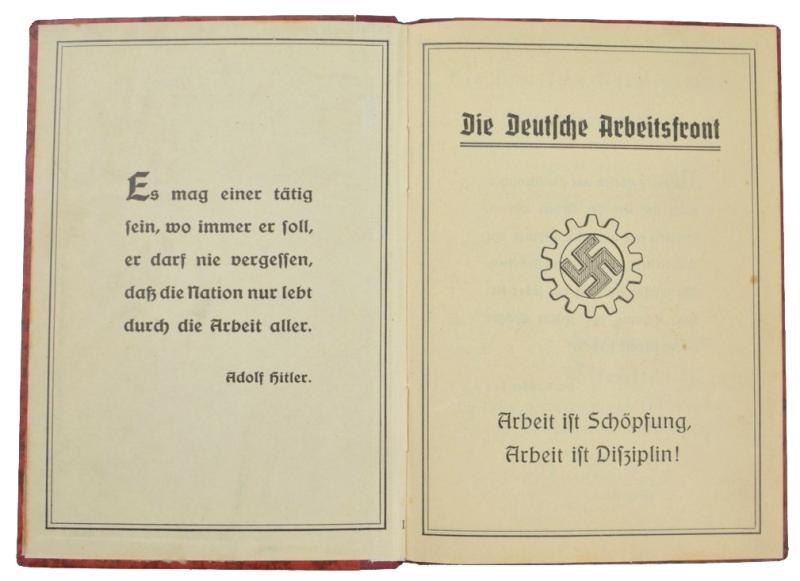 Es mag einer tätig
sein, wo immer er soll,
er darf nie vergessen,
daß die Nation nur lebt
durch die Arbeit aller.
Adolf Hitler.
Die Deutsche Arbeitsfront
Arbeit ist Schöpfung,
Arbeit ist Disziplin!